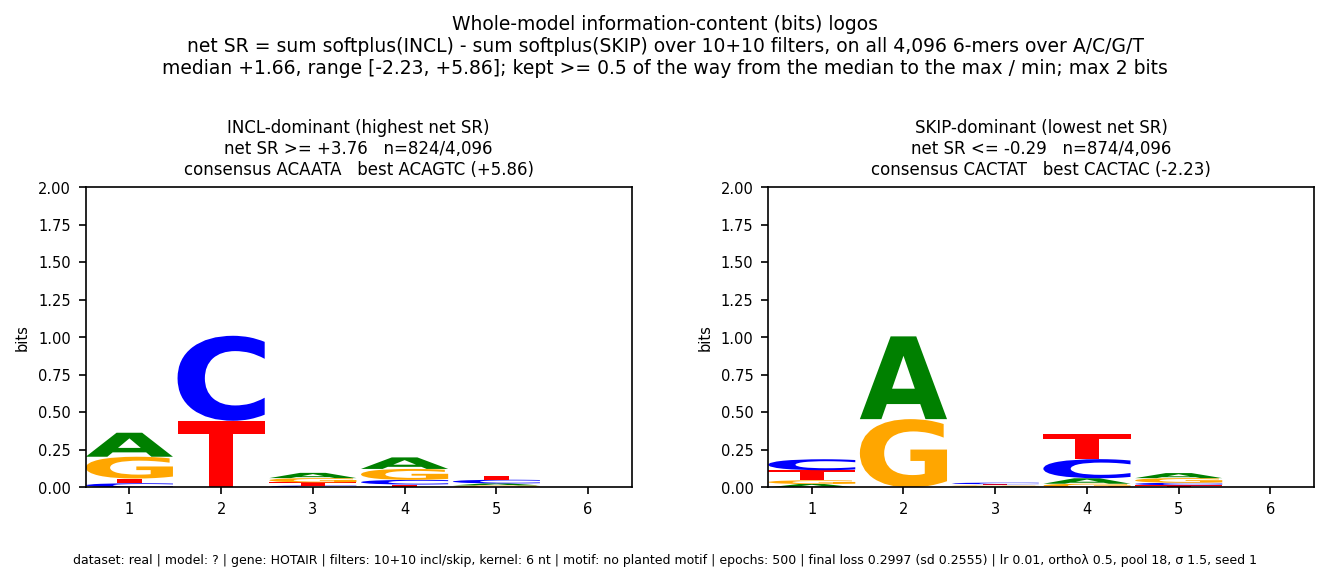 Whole-model information-content (bits) logos
net SR = sum softplus(INCL) - sum softplus(SKIP) over 10+10 filters, on all 4,096 6-mers over A/C/G/T
median +1.66, range [-2.23, +5.86]; kept >= 0.5 of the way from the median to the max / min; max 2 bits
INCL-dominant (highest net SR)
net SR >= +3.76   n=824/4,096
consensus ACAATA   best ACAGTC (+5.86)
2.00
1.75
1.50
1.25
1.00
0.75
0.50
0.25
0.00
bits
C
A
G
T
A
A
G
1 2 3 4 5 6
SKIP-dominant (lowest net SR)
net SR <= -0.29   n=874/4,096
consensus CACTAT   best CACTAC (-2.23)
2.00
1.75
1.50
1.25
1.00
0.75
0.50
0.25
0.00
bits
A
C
T
G
T
C
A
1 2 3 4 5 6
dataset: real | model: ? | gene: HOTAIR | filters: 10+10 incl/skip, kernel: 6 nt | motif: no planted motif | epochs: 500 | final loss 0.2997 (sd 0.2555) | lr 0.01, orthoλ 0.5, pool 18, σ 1.5, seed 1